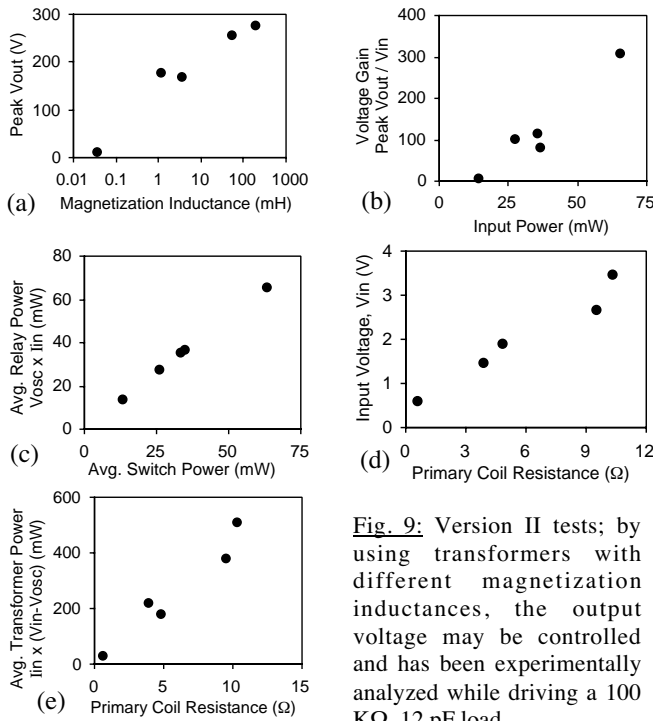 300
200
100
0
Peak Vout (V)
0.01 0.1 1 10 100 1000
(a)
Magnetization Inductance (mH)
400
300
200
100
0
Voltage Gain
Peak Vout / Vin
0 25 50 75
(b)
Input Power (mW)
80
60
40
20
0
Avg. Relay Power
Vosc x Iin (mW)
0 25 50 75
(c)
Avg. Switch Power (mW)
4
3
2
1
0
Input Voltage, Vin (V)
0 3 6 9 12
(d)
Primary Coil Resistance (Ω)
600
400
200
0
Avg. Transformer Power
Iin x (Vin-Vosc) (mW)
0 5 10 15
(e)
Primary Coil Resistance (Ω)
Fig. 9: Version II tests; by
using transformers with
different magnetization
inductances, the output
voltage may be controlled
and has been experimentally
analyzed while driving a 100
KΩ, 12 pF load